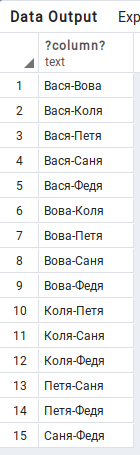 Data Output Exp
?column?
text
1 Вася-Вова
2 Вася-Коля
3 Вася-Петя
4 Вася-Саня
5 Вася-Федя
6 Вова-Коля
7 Вова-Петя
8 Вова-Саня
9 Вова-Федя
10 Коля-Петя
11 Коля-Саня
12 Коля-Федя
13 Петя-Саня
14 Петя-Федя
15 Саня-Федя